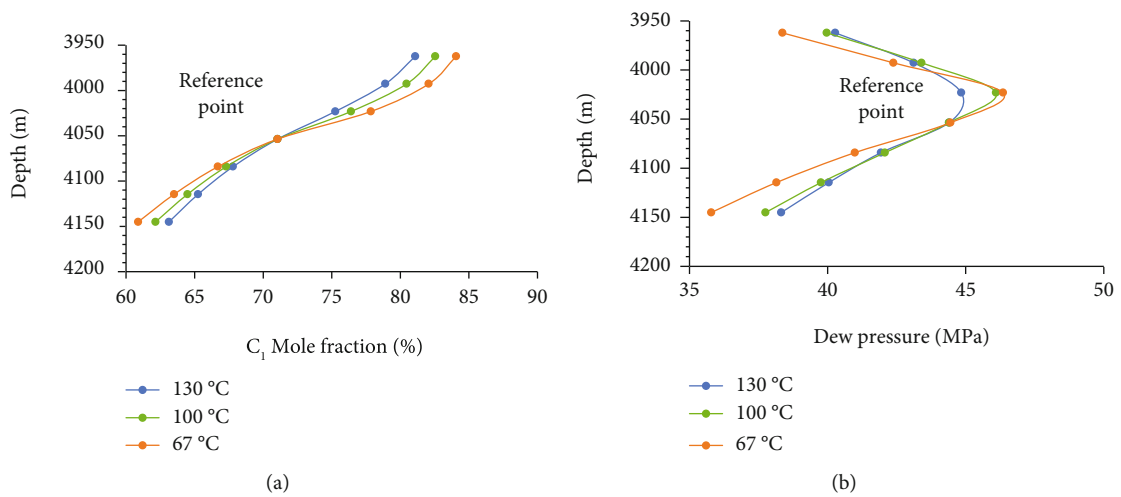 3950
4000
4050
4100
4150
4200
Depth (m)
Reference
point
60
65
70
75
80
85
90
C1 Mole fraction (%)
130 °C
100 °C
67 °C
(a)
3950
4000
4050
4100
4150
4200
Depth (m)
Reference
point
35
40
45
50
Dew pressure (MPa)
130 °C
100 °C
67 °C
(b)